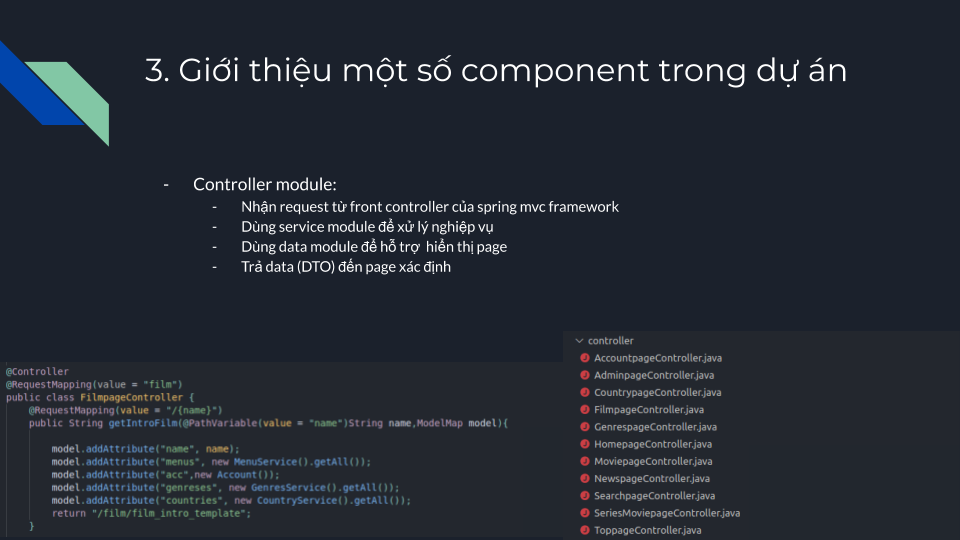 3. Giới thiệu một số component trong dự án
- Controller module:
- Nhận request từ front controller của spring mvc framework
- Dùng service module để xử lý nghiệp vụ
- Dùng data module để hỗ trợ hiển thị page
- Trả data (DTO) đến page xác định
@Controller
@RequestMapping(value = "film")
public class FilmpageController {
@RequestMapping(value = "/{name}")
public String getIntroFilm(@PathVariable(value = "name")String name,ModelMap model){
model.addAttribute("name", name);
model.addAttribute("menus", new MenuService().getAll());
model.addAttribute("acc",new Account());
model.addAttribute("genreses", new GenresService().getAll());
model.addAttribute("countries", new CountryService().getAll());
return "/film/film_intro_template";
}
controller
AccountpageController.java
AdminpageController.java
CountrypageController.java
FilmpageController.java
GenrespageController.java
HomepageController.java
MoviepageController.java
NewspageController.java
SearchpageController.java
SeriesMoviepageController.java
ToppageController.java